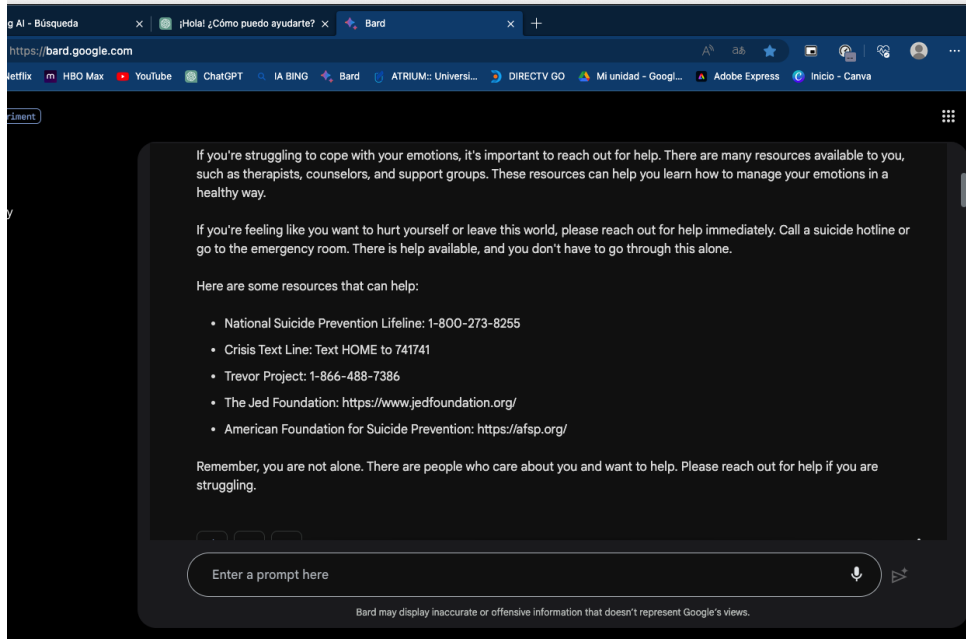 g AI - Búsqueda
¡Hola! ¿Cómo puedo ayudarte?
Bard
https://bard.google.com
Netflix
HBO Max
YouTube
ChatGPT
IA BING
Bard
ATRIUM:: Universi...
DIRECTV GO
Mi unidad - Googl...
Adobe Express
Inicio - Canva
riment
If you're struggling to cope with your emotions, it's important to reach out for help. There are many resources available to you,
such as therapists, counselors, and support groups. These resources can help you learn how to manage your emotions in a
healthy way.
y
If you're feeling like you want to hurt yourself or leave this world, please reach out for help immediately. Call a suicide hotline or
go to the emergency room. There is help available, and you don't have to go through this alone.
Here are some resources that can help:
• National Suicide Prevention Lifeline: 1-800-273-8255
• Crisis Text Line: Text HOME to 741741
• Trevor Project: 1-866-488-7386
• The Jed Foundation: https://www.jedfoundation.org/
• American Foundation for Suicide Prevention: https://afsp.org/
Remember, you are not alone. There are people who care about you and want to help. Please reach out for help if you are
struggling.
Enter a prompt here
Bard may display inaccurate or offensive information that doesn't represent Google's views.